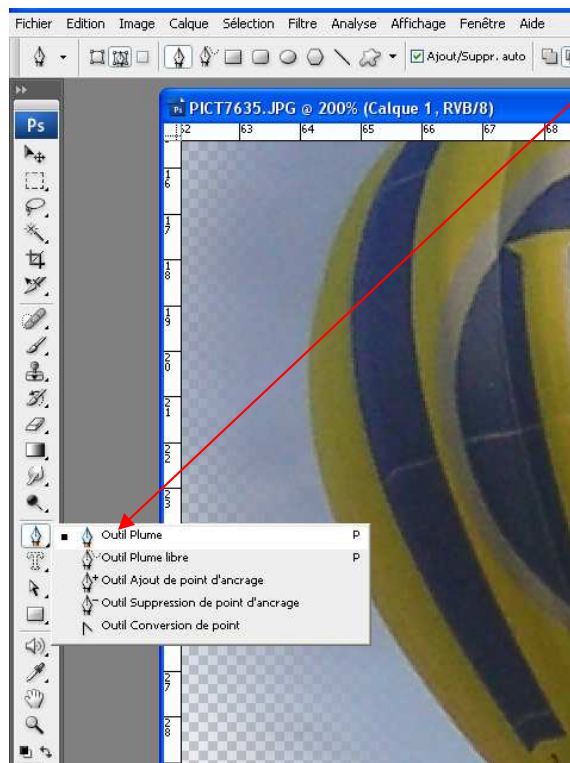 Fichier Edition Image Calque Sélection Filtre Analyse Affichage Fenêtre Aide
Ajout/Suppr. auto
Ps
PICT7635.JPG @ 200% (Calque 1, RVB/8)
62 63 64 65 66 67 68
16
17
18
19
20
21
22
23
Outil Plume P
Outil Plume libre P
Outil Ajout de point d'ancrage
Outil Suppression de point d'ancrage
Outil Conversion de point
27
28